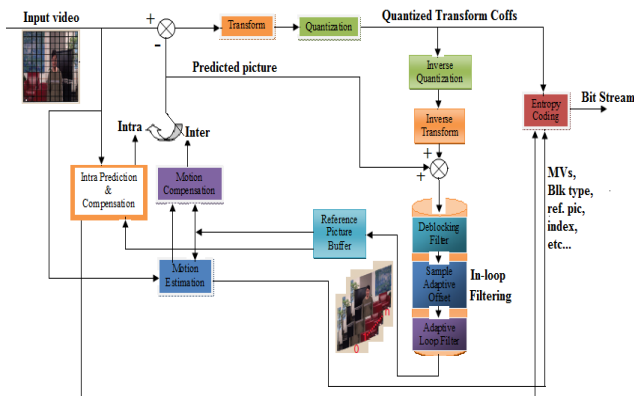 Input video
+
-
Transform
Quantization
Quantized Transform Coffs
Inverse
Quantization
Entropy
Coding
Bit Stream
Predicted picture
Inverse
Transform
Intra
Inter
+
+
MVs,
Blk type,
ref. pic,
index,
etc...
Intra Prediction
&
Compensation
Motion
Compensation
Reference
Picture
Buffer
Deblocking
Filter
Motion
Estimation
Sample
Adaptive
Offset
In-loop
Filtering
Adaptive
Loop Filter